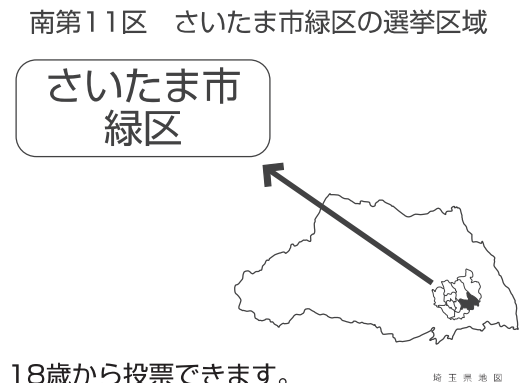 南第11区　さいたま市緑区の選挙区域
さいたま市
緑区
18歳から投票できます。
埼玉県地図